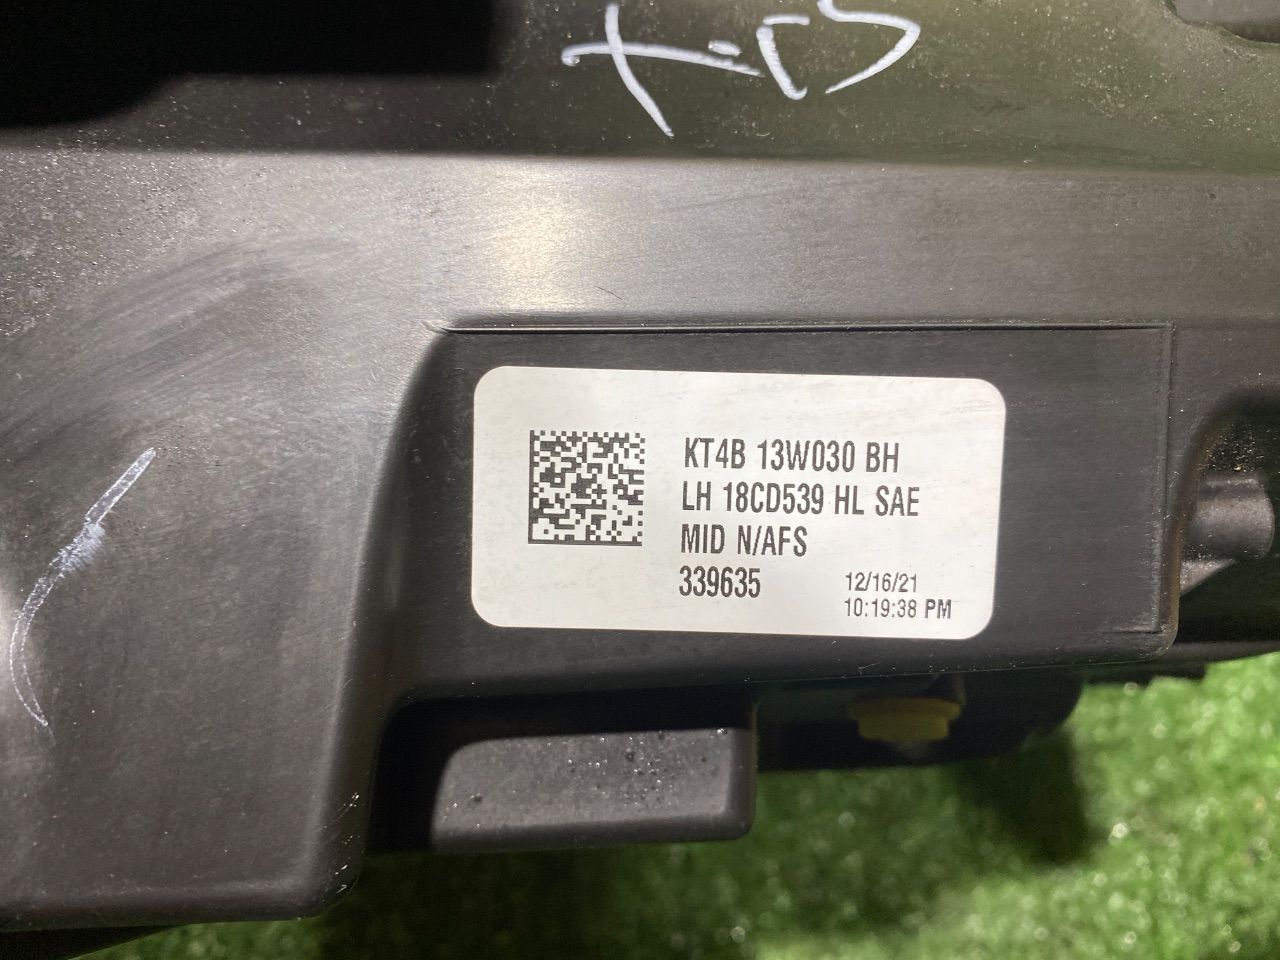 KT4B 13W030 BH
LH 18CD539 HL SAE
MID N/AFS
339635
12/16/21
10:19:38 PM